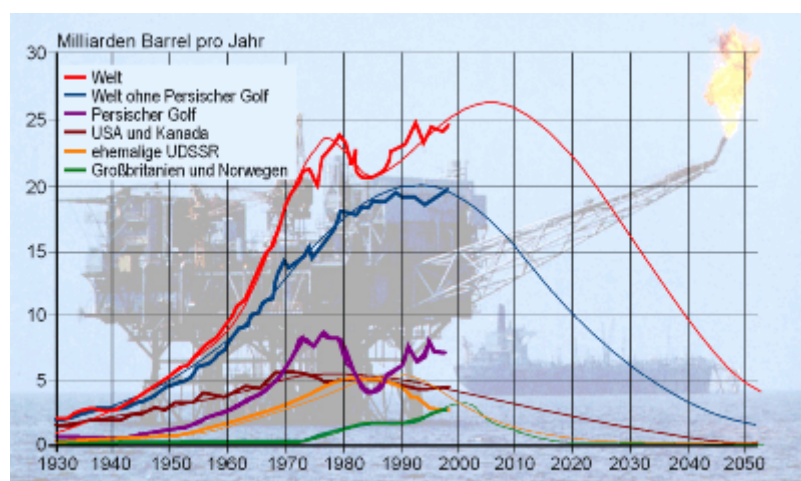 Milliarden Barrel pro Jahr
30
Welt
Welt ohne Persischer Golf
Persischer Golf
USA und Kanada
ehemalige UDSSR
Großbritanien und Norwegen
25
20
15
10
5
0
1930 1940 1950 1960 1970 1980 1990 2000 2010 2020 2030 2040 2050